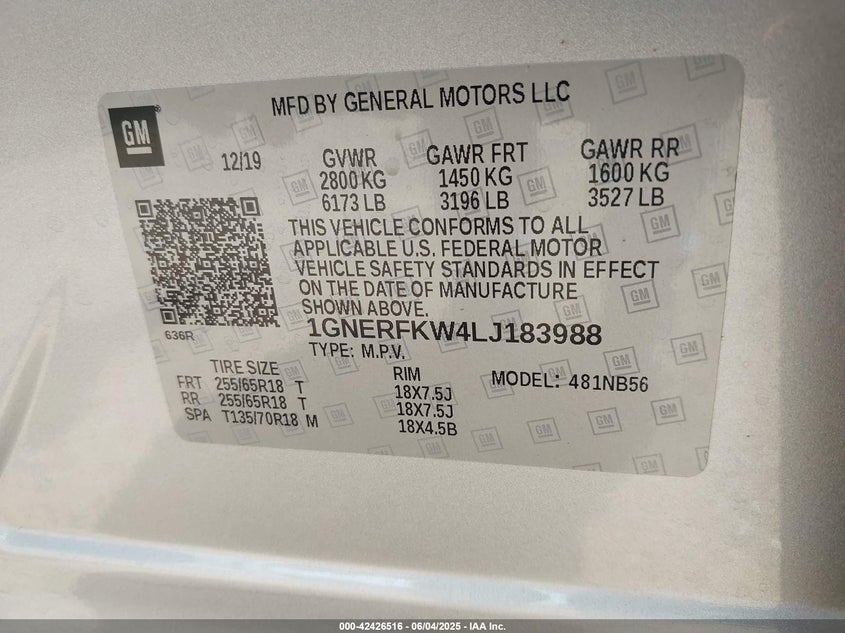 MFD BY GENERAL MOTORS LLC
GM
12/19
GVWR GAWR FRT GAWR RR
2800 KG 1450 KG 1600 KG
6173 LB 3196 LB 3527 LB
THIS VEHICLE CONFORMS TO ALL
APPLICABLE U.S. FEDERAL MOTOR
VEHICLE SAFETY STANDARDS IN EFFECT
ON THE DATE OF MANUFACTURE
SHOWN ABOVE.
636R
1GNERFKW4LJ183988
TYPE: M.P.V.
TIRE SIZE RIM MODEL: 481NB56
FRT 255/65R18 T 18X7.5J
RR 255/65R18 T 18X7.5J
SPA T135/70R18 M 18X4.5B
000-42426516 - 06/04/2025 - IAA Inc.